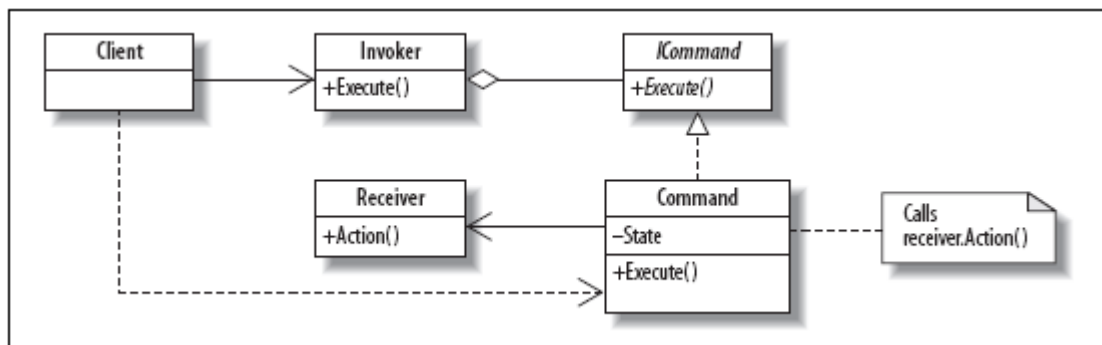 Client
Invoker
+Execute()
ICommand
+Execute()
Receiver
+Action()
Command
–State
+Execute()
Calls
receiver.Action()